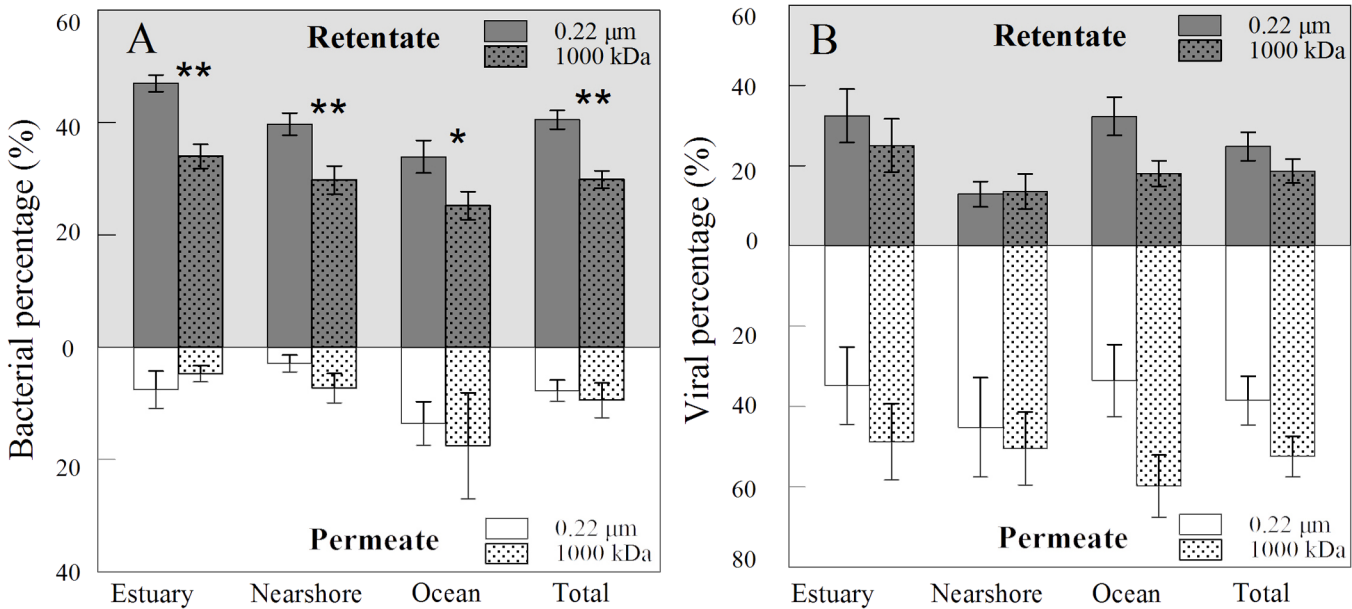 A
Retentate
0.22 μm
1000 kDa
60
40
20
0
20
40
Bacterial percentage (%)
**
**
*
**
Permeate
0.22 μm
1000 kDa
Estuary
Nearshore
Ocean
Total
B
Retentate
0.22 μm
1000 kDa
60
40
20
0
20
40
60
80
Viral percentage (%)
Permeate
0.22 μm
1000 kDa
Estuary
Nearshore
Ocean
Total